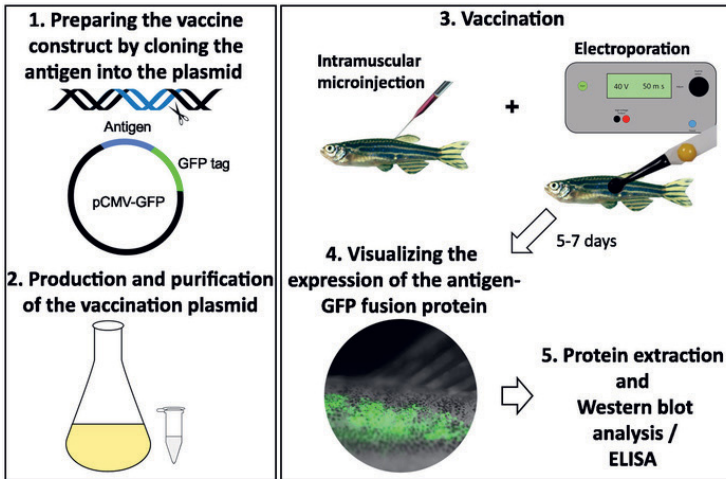 1. Preparing the vaccine
construct by cloning the
antigen into the plasmid
Antigen
GFP tag
pCMV-GFP
2. Production and purification
of the vaccination plasmid
3. Vaccination
Intramuscular
microinjection
+
Electroporation
40 V 50 m s
5-7 days
4. Visualizing the
expression of the antigen-
GFP fusion protein
5. Protein extraction
and
Western blot
analysis /
ELISA